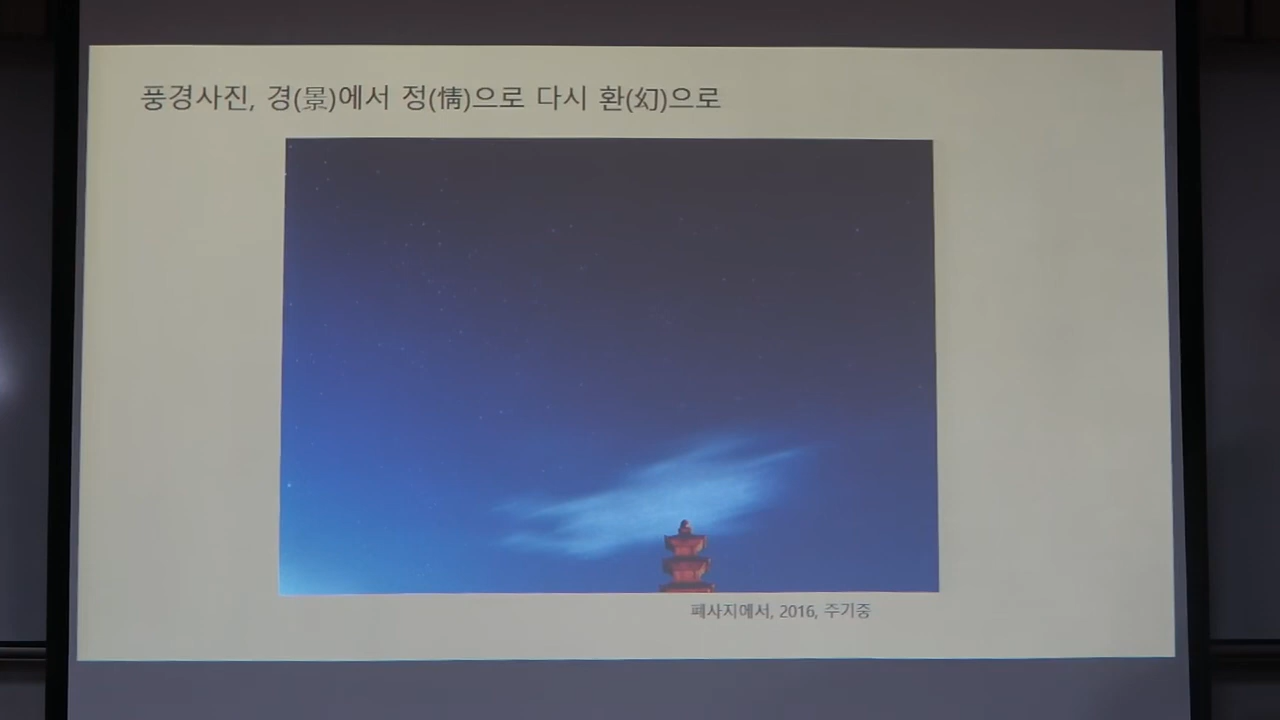 풍경사진, 경(景)에서 정(情)으로 다시 환(幻)으로
폐사지에서, 2016, 주기중